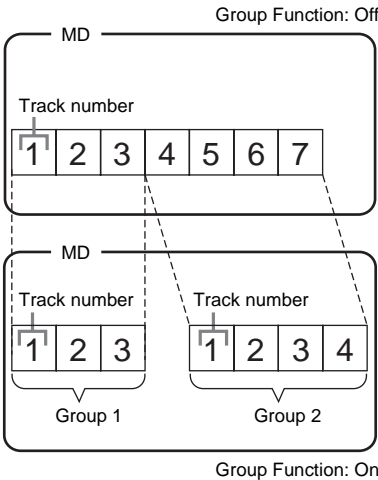 Group Function: Off
MD
Track number
1 2 3 4 5 6 7
MD
Track number Track number
1 2 3 1 2 3 4
Group 1 Group 2
Group Function: On